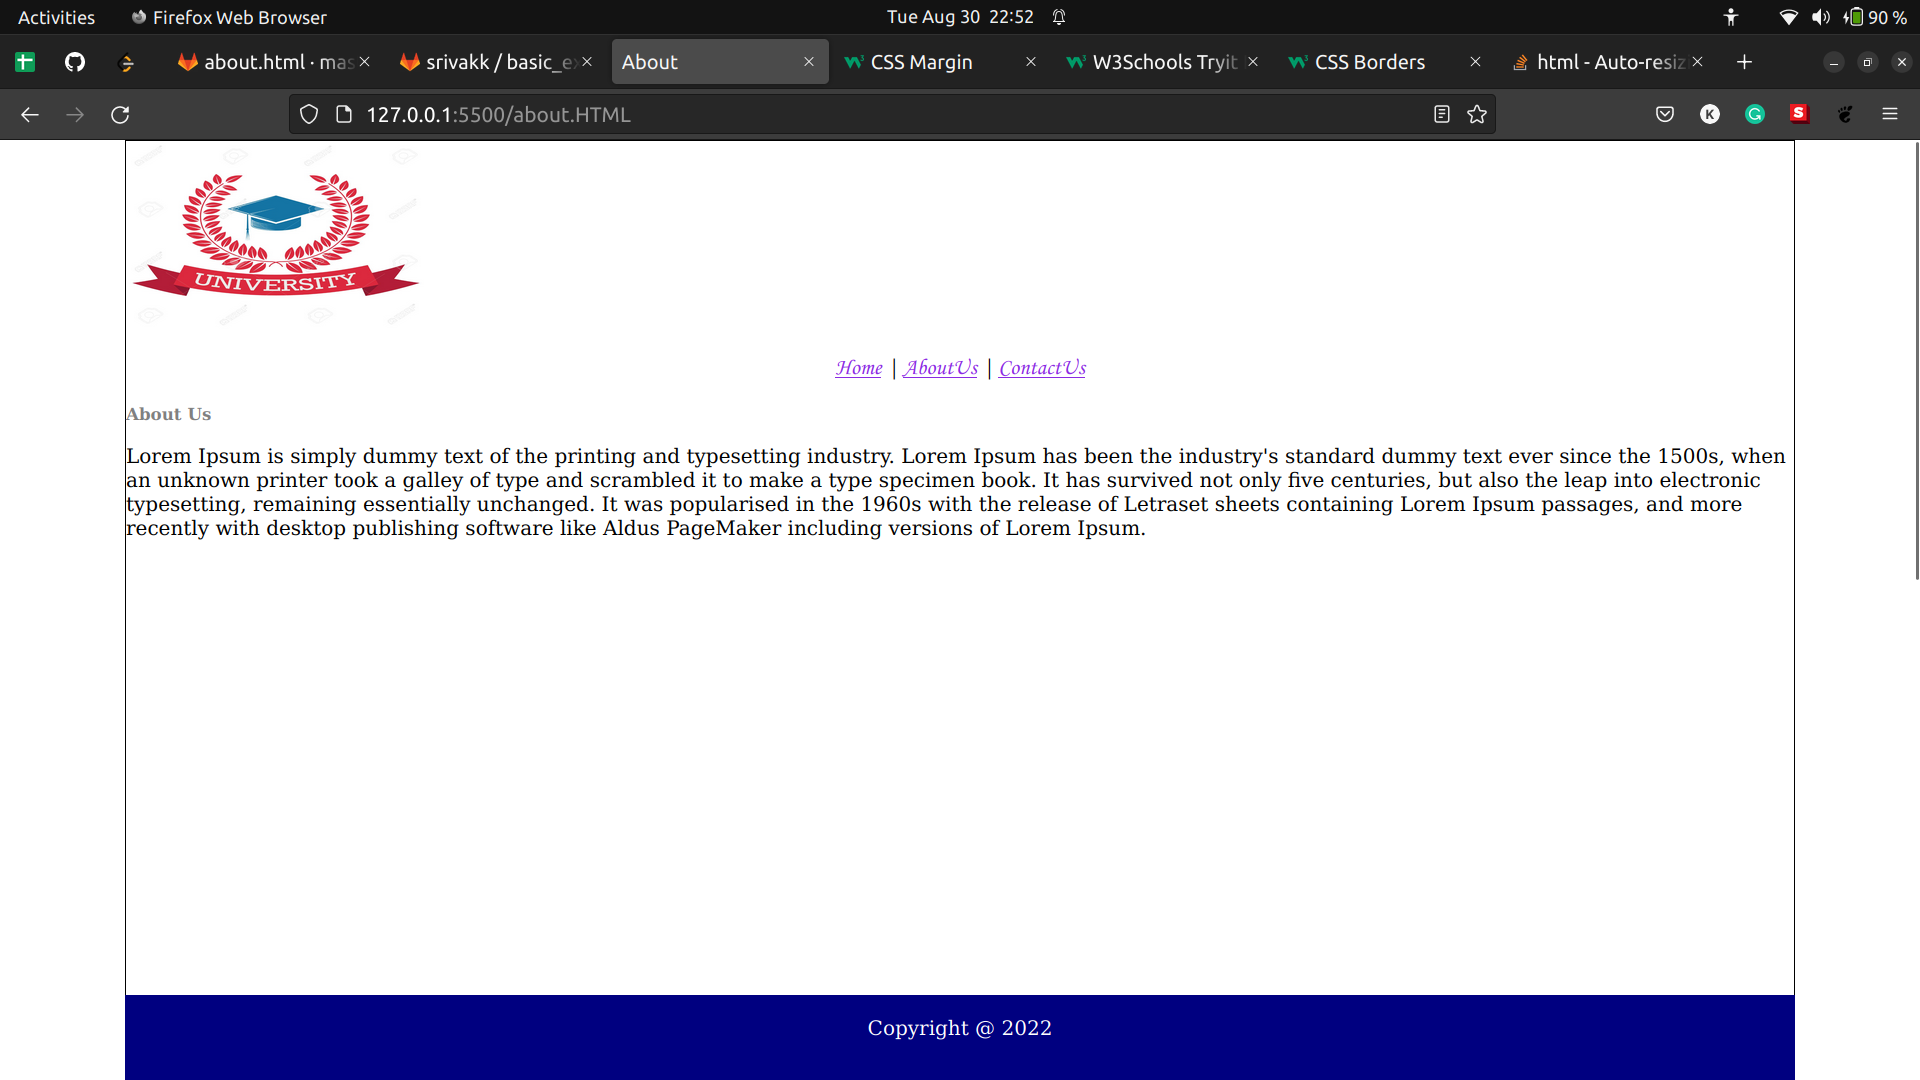 Activities Firefox Web Browser Tue Aug 30 22:52 90 %
about.html · mas srivakk / basic_e About CSS Margin W3Schools Tryit CSS Borders html - Auto-resiz
127.0.0.1:5500/about.HTML K G S
UNIVERSITY
Home | AboutUs | ContactUs
About Us
Lorem Ipsum is simply dummy text of the printing and typesetting industry. Lorem Ipsum has been the industry's standard dummy text ever since the 1500s, when
an unknown printer took a galley of type and scrambled it to make a type specimen book. It has survived not only five centuries, but also the leap into electronic
typesetting, remaining essentially unchanged. It was popularised in the 1960s with the release of Letraset sheets containing Lorem Ipsum passages, and more
recently with desktop publishing software like Aldus PageMaker including versions of Lorem Ipsum.
Copyright @ 2022